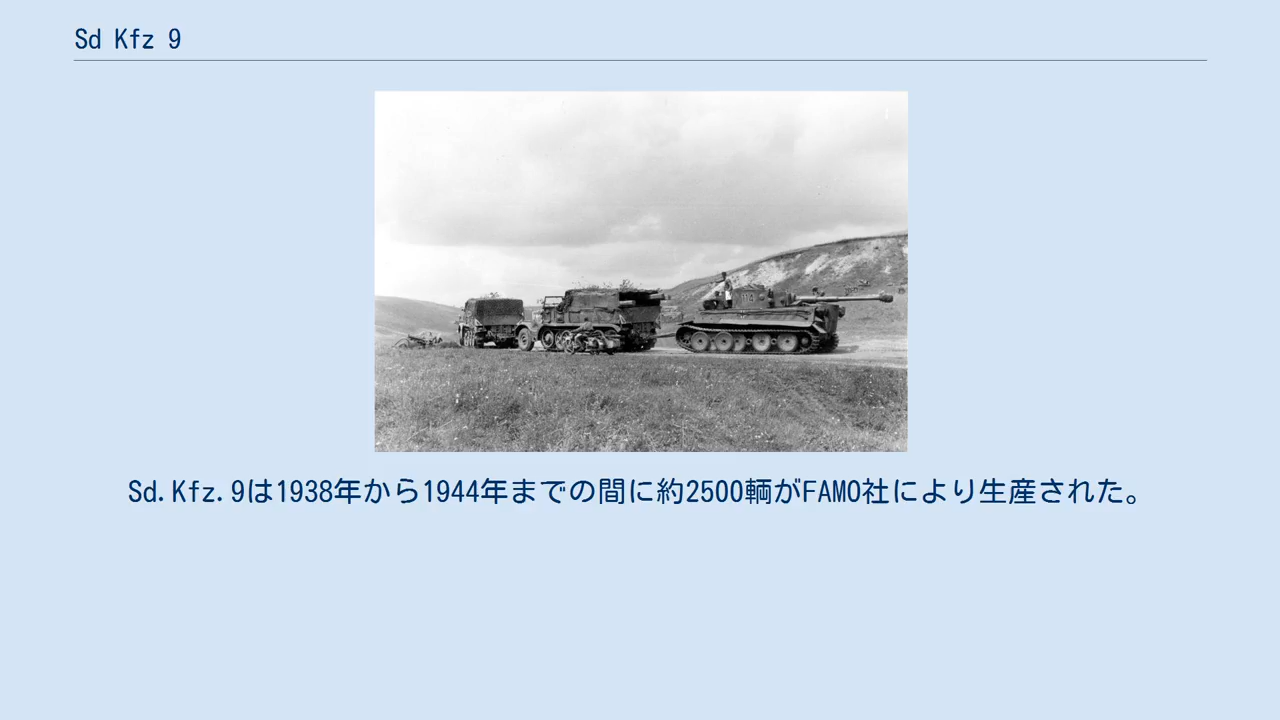 Sd Kfz 9
Sd.Kfz.9は1938年から1944年までの間に約2500輌がFAMO社により生産された。